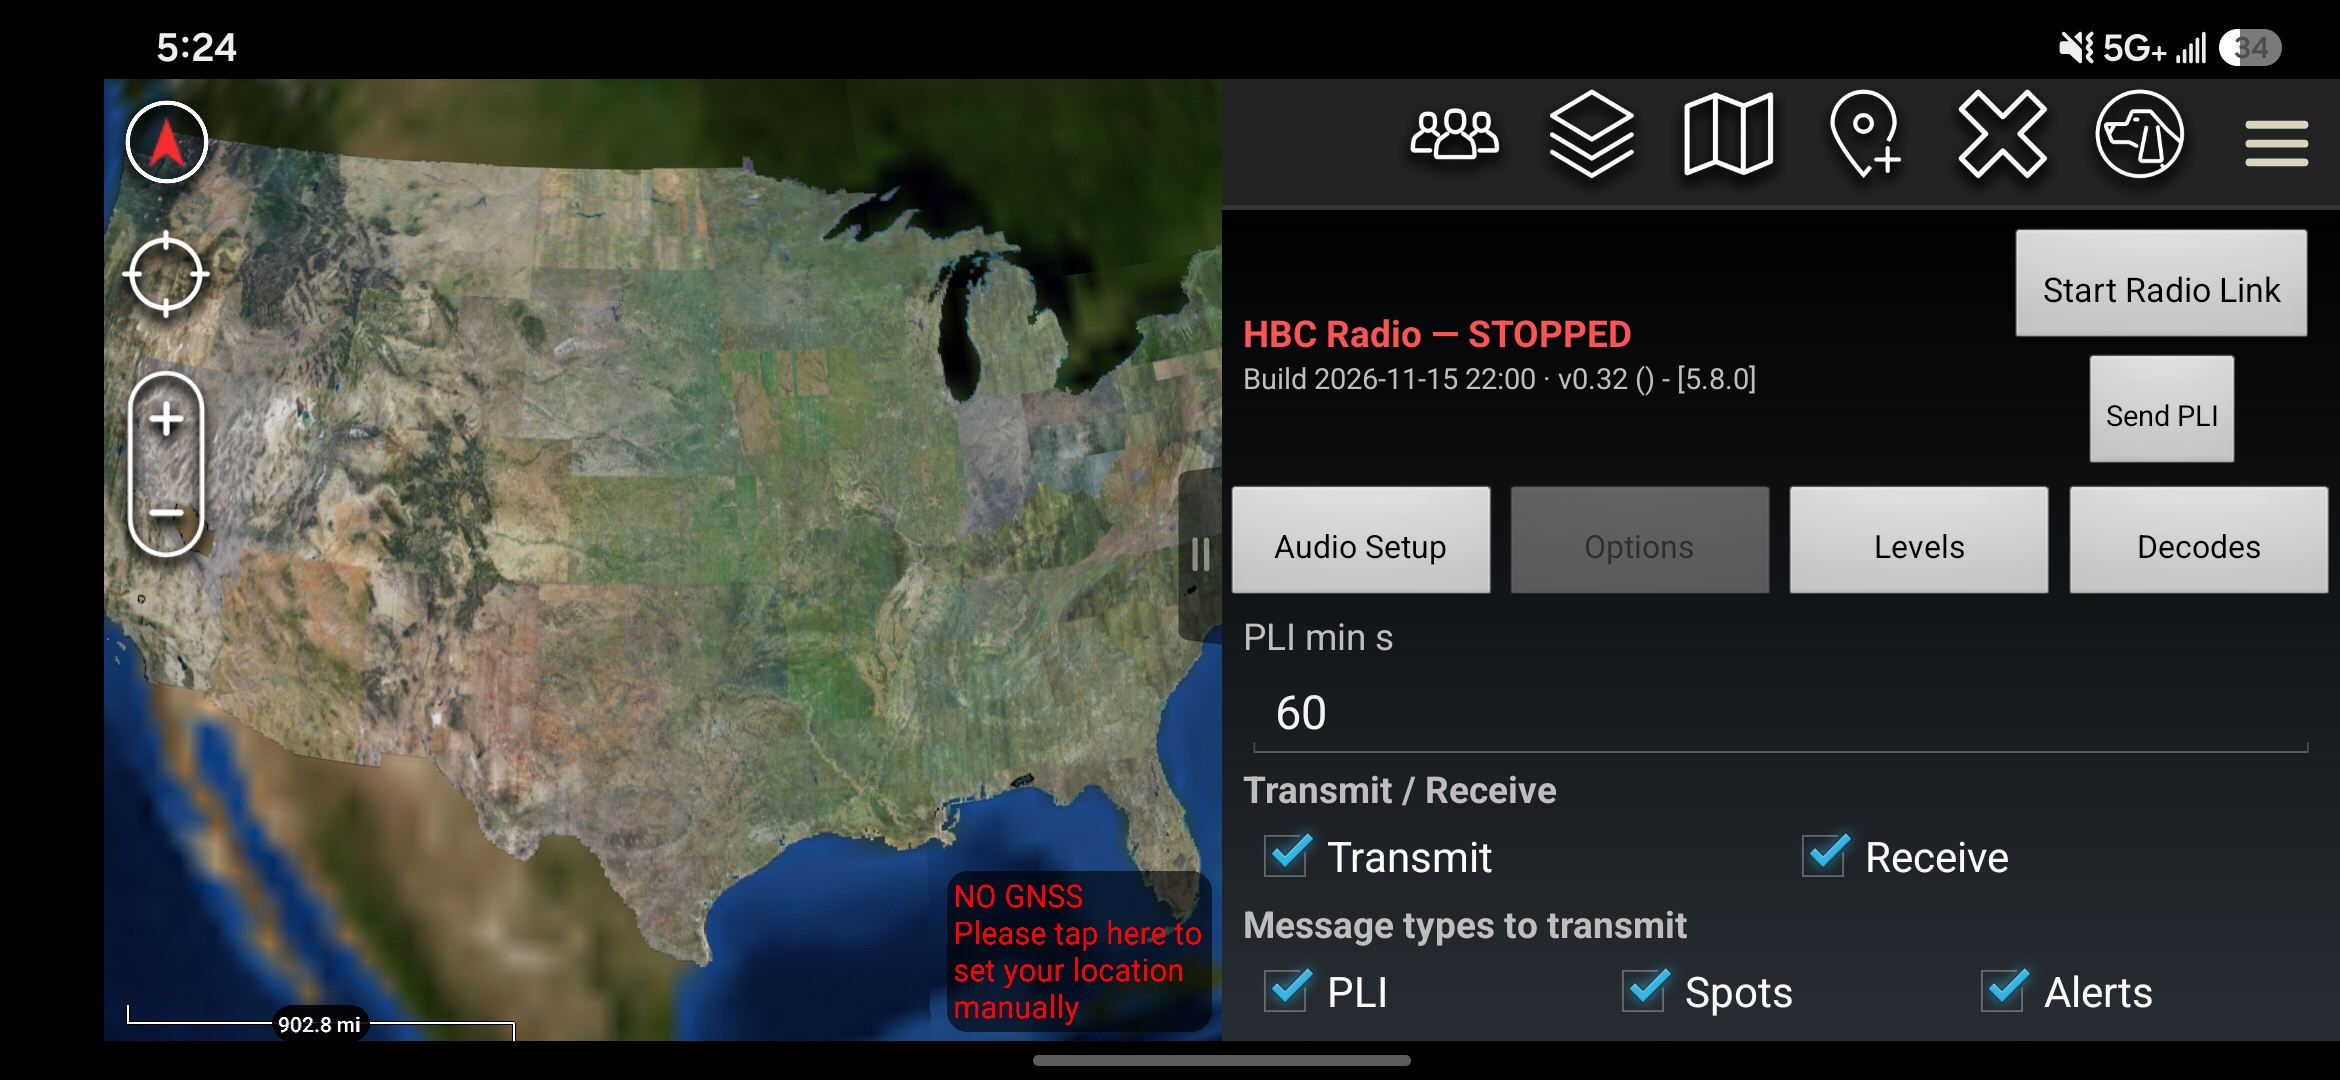 5:24
5G+
34
Start Radio Link
HBC Radio — STOPPED
Build 2026-11-15 22:00 · v0.32 () - [5.8.0]
Send PLI
Audio Setup
Options
Levels
Decodes
PLI min s
60
Transmit / Receive
Transmit
Receive
Message types to transmit
PLI
Spots
Alerts
NO GNSS
Please tap here to
set your location
manually
902.8 mi